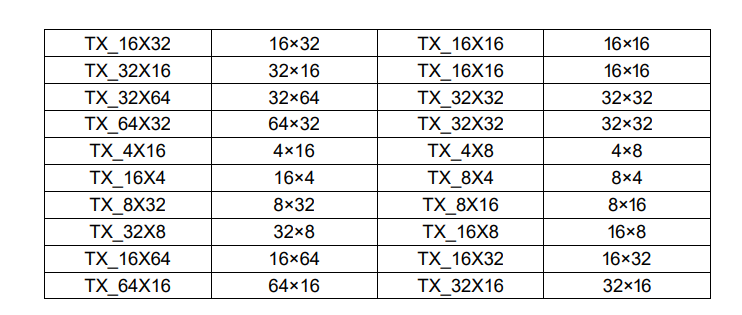 TX_16X32 16×32 TX_16X16 16×16
TX_32X16 32×16 TX_16X16 16×16
TX_32X64 32×64 TX_32X32 32×32
TX_64X32 64×32 TX_32X32 32×32
TX_4X16 4×16 TX_4X8 4×8
TX_16X4 16×4 TX_8X4 8×4
TX_8X32 8×32 TX_8X16 8×16
TX_32X8 32×8 TX_16X8 16×8
TX_16X64 16×64 TX_16X32 16×32
TX_64X16 64×16 TX_32X16 32×16